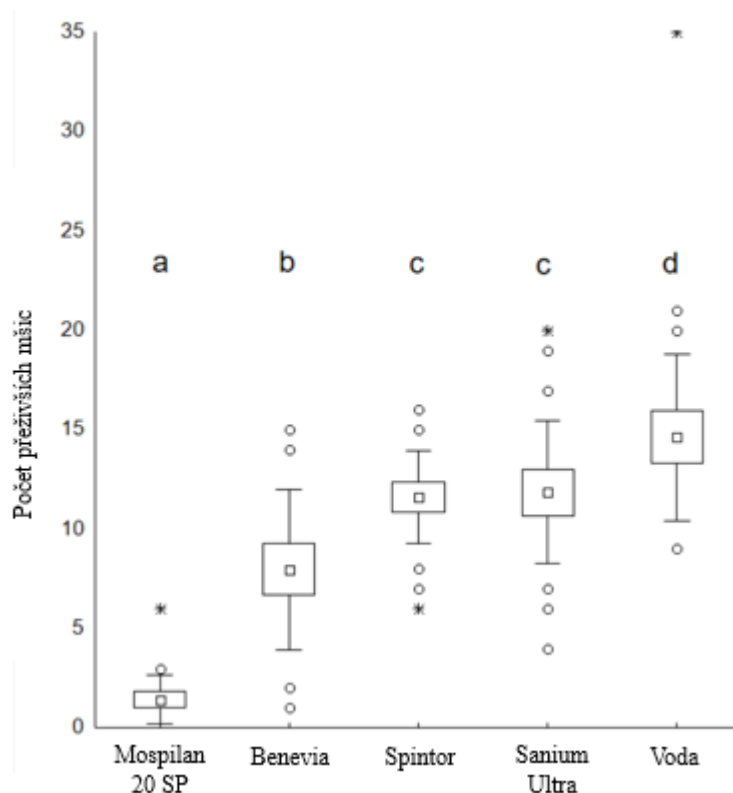 35
30
25
20
15
10
5
0
a
b
c
c
d
Počet přeživších mšic
Mospilan
20 SP
Benevia
Spintor
Sanium
Ultra
Voda